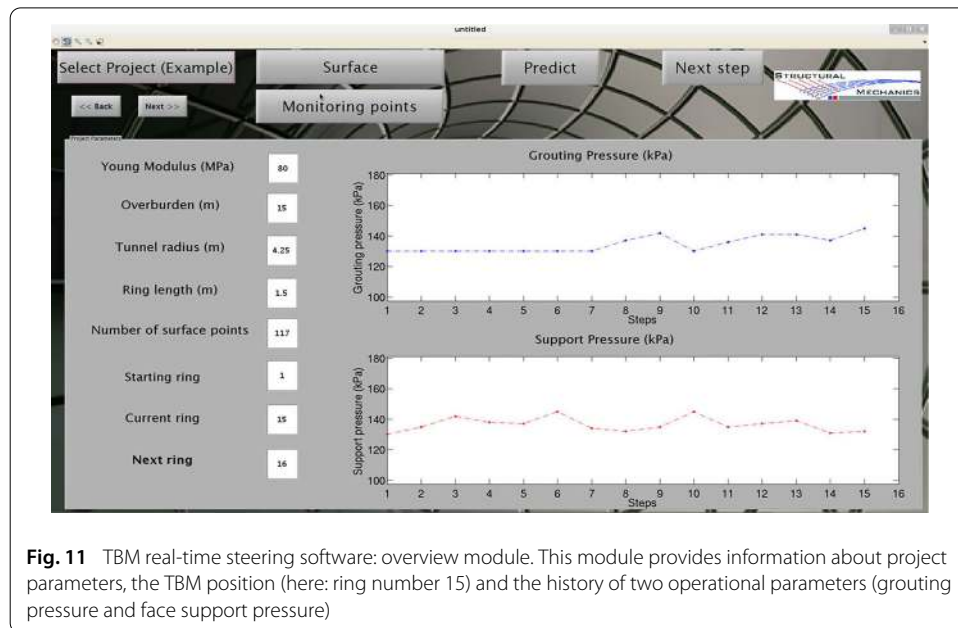 untitled
Select Project (Example)
Surface
Predict
Next step
STRUCTURAL
MECHANICS
<< Back
Next >>
Monitoring points
Project Parameters
Young Modulus (MPa)
80
Overburden (m)
15
Tunnel radius (m)
4.25
Ring length (m)
1.5
Number of surface points
117
Starting ring
1
Current ring
15
Next ring
16
Grouting Pressure (kPa)
Grouting pressure (kPa)
180
160
140
120
100
1 2 3 4 5 6 7 8 9 10 11 12 13 14 15 16
Steps
Support Pressure (kPa)
Support pressure (kPa)
180
160
140
120
100
1 2 3 4 5 6 7 8 9 10 11 12 13 14 15 16
Steps
Fig. 11 TBM real-time steering software: overview module. This module provides information about project
parameters, the TBM position (here: ring number 15) and the history of two operational parameters (grouting
pressure and face support pressure)